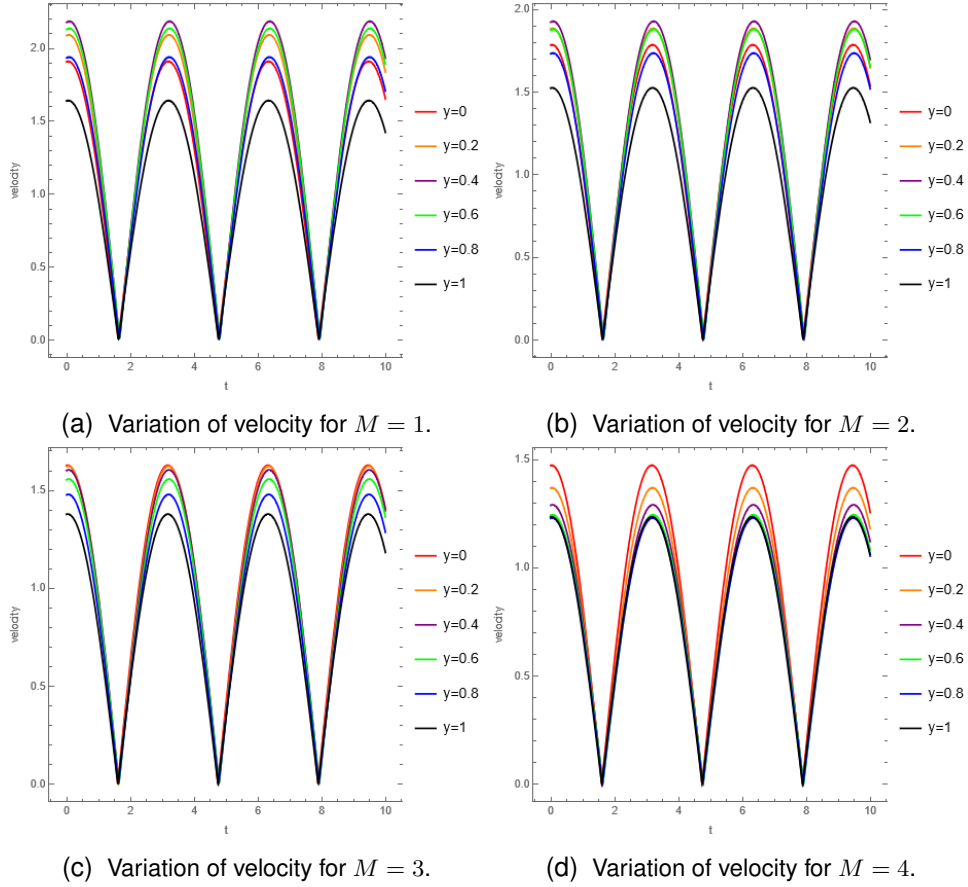 2.0
1.5
1.0
0.5
0.0
velocity
0 2 4 6 8 10
t
y=0
y=0.2
y=0.4
y=0.6
y=0.8
y=1
(a) Variation of velocity for M = 1.
2.0
1.5
1.0
0.5
0.0
velocity
0 2 4 6 8 10
t
y=0
y=0.2
y=0.4
y=0.6
y=0.8
y=1
(b) Variation of velocity for M = 2.
1.5
1.0
0.5
0.0
velocity
0 2 4 6 8 10
t
y=0
y=0.2
y=0.4
y=0.6
y=0.8
y=1
(c) Variation of velocity for M = 3.
1.5
1.0
0.5
0.0
velocity
0 2 4 6 8 10
t
y=0
y=0.2
y=0.4
y=0.6
y=0.8
y=1
(d) Variation of velocity for M = 4.